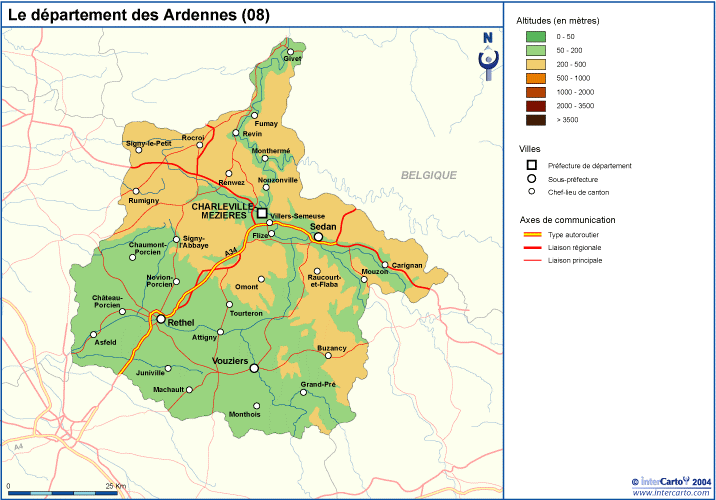 Le département des Ardennes (08)
N
Givet
Fumay
Revin
Rocroi
Signy-le-Petit
Monthermé
Renwez
Nouzonville
BELGIQUE
Rumigny
CHARLEVILLE
MEZIERES
Villers-Semeuse
Sedan
Flize
Signy-
l'Abbaye
Chaumont-
Porcien
A34
Carignan
Mouzon
Raucourt-
et-Flaba
Novion-
Porcien
Omont
Château-
Porcien
Tourteron
Rethel
Attigny
Asfeld
Buzancy
Vouziers
Juniville
Machault
Grand-Pré
Monthois
A4
0
25 Km
Altitudes (en mètres)
0 - 50
50 - 200
200 - 500
500 - 1000
1000 - 2000
2000 - 3500
> 3500
Villes
Préfecture de département
Sous-préfecture
Chef-lieu de canton
Axes de communication
Type autoroutier
Liaison régionale
Liaison principale
© interCarto 2004
www.intercarto.com